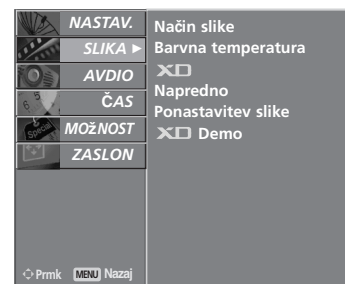 NASTAV.
SLIKA ►
AVDIO
ČAS
MOŽNOST
ZASLON
Način slike
Barvna temperatura
XD
Napredno
Ponastavitev slike
XD Demo
Special
Prmk MENU Nazaj